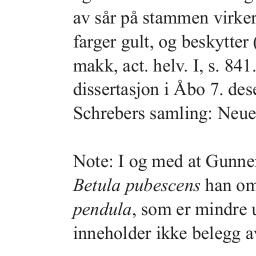 av sår på stammen virker
farger gult, og beskytter (
makk, act. helv. I, s. 841.
dissertasjon i Åbo 7. dese
Schrebers samling: Neue
Note: I og med at Gunne
Betula pubescens han om
pendula, som er mindre u
inneholder ikke belegg a